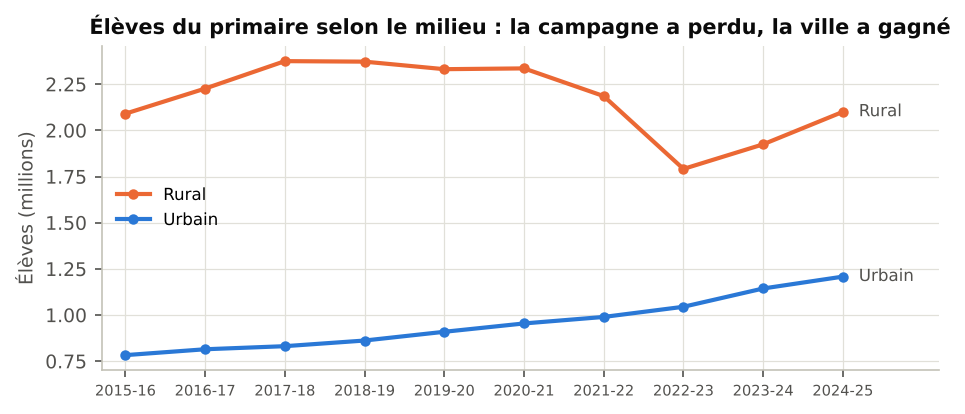 Élèves du primaire selon le milieu : la campagne a perdu, la ville a gagné
Élèves (millions)
2.25
2.00
1.75
1.50
1.25
1.00
0.75
Rural
Urbain
Rural
Urbain
2015-16 2016-17 2017-18 2018-19 2019-20 2020-21 2021-22 2022-23 2023-24 2024-25